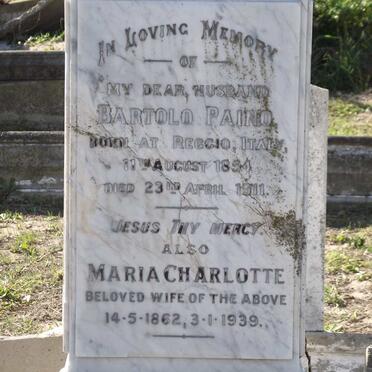 IN LOVING MEMORY
OF
MY DEAR HUSBAND
BARTOLO PAINO
BORN AT REGGIO, ITALY
11TH AUGUST 1854
DIED 23RD APRIL 1911.
JESUS THY MERCY
ALSO
MARIA CHARLOTTE
BELOVED WIFE OF THE ABOVE
14-5-1862, 3-1-1939.